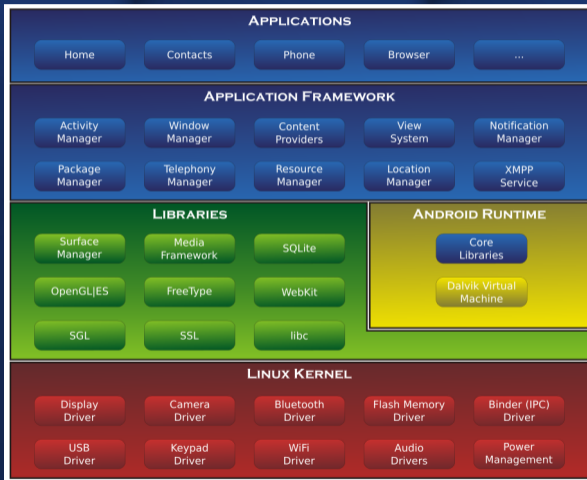 APPLICATIONS
Home Contacts Phone Browser ...
APPLICATION FRAMEWORK
Activity Manager Window Manager Content Providers View System Notification Manager
Package Manager Telephony Manager Resource Manager Location Manager XMPP Service
LIBRARIES
Surface Manager Media Framework SQLite
OpenGL|ES FreeType WebKit
SGL SSL libc
ANDROID RUNTIME
Core Libraries
Dalvik Virtual Machine
LINUX KERNEL
Display Driver Camera Driver Bluetooth Driver Flash Memory Driver Binder (IPC) Driver
USB Driver Keypad Driver WiFi Driver Audio Drivers Power Management